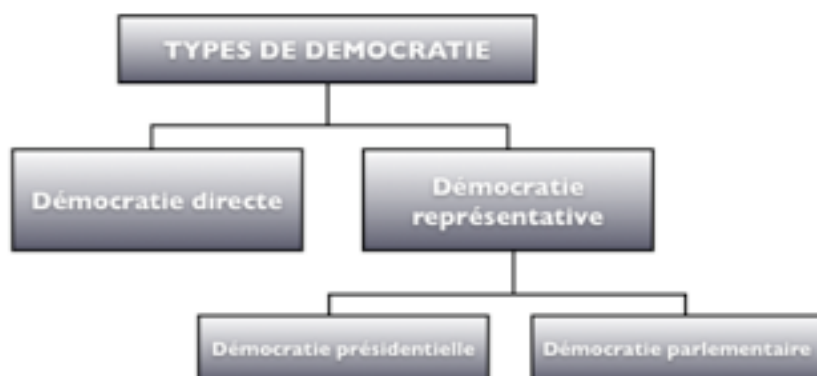 TYPES DE DEMOCRATIE
Démocratie directe
Démocratie
représentative
Démocratie présidentielle
Démocratie parlementaire